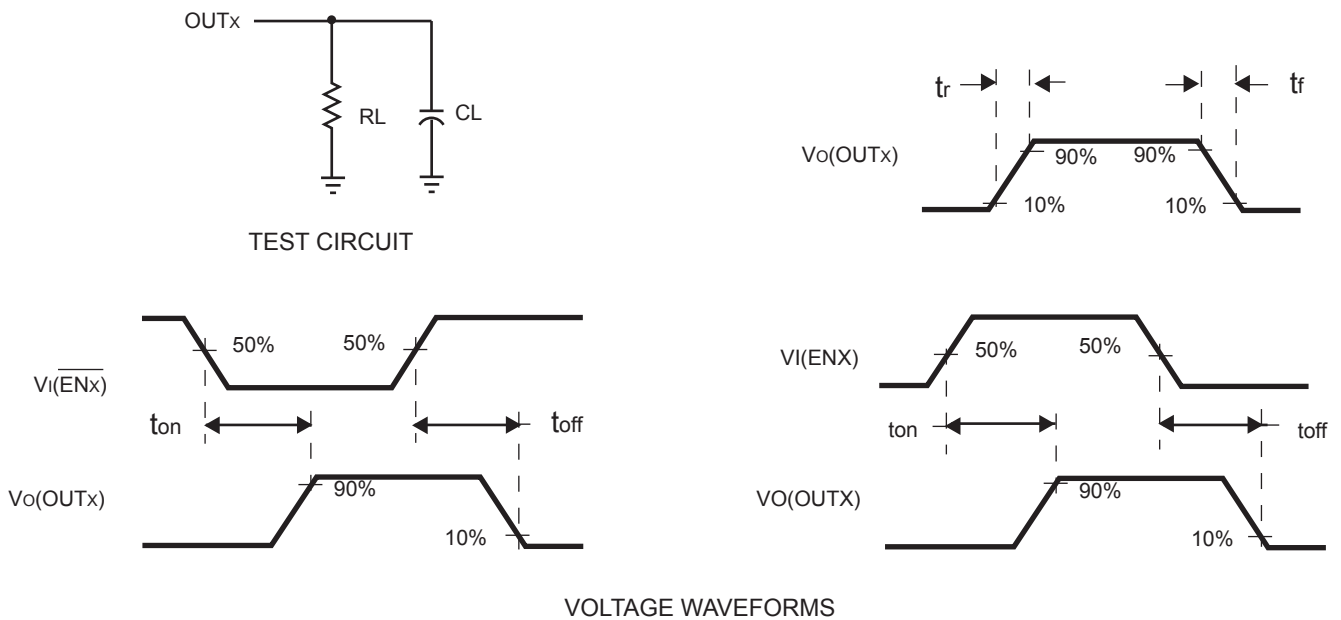 OUTx
RL
CL
TEST CIRCUIT
tr
tf
VO(OUTx)
90%
90%
10%
10%
VI(ENx)
50%
50%
ton
toff
VO(OUTx)
90%
10%
VI(ENX)
50%
50%
ton
toff
VO(OUTX)
90%
10%
VOLTAGE WAVEFORMS